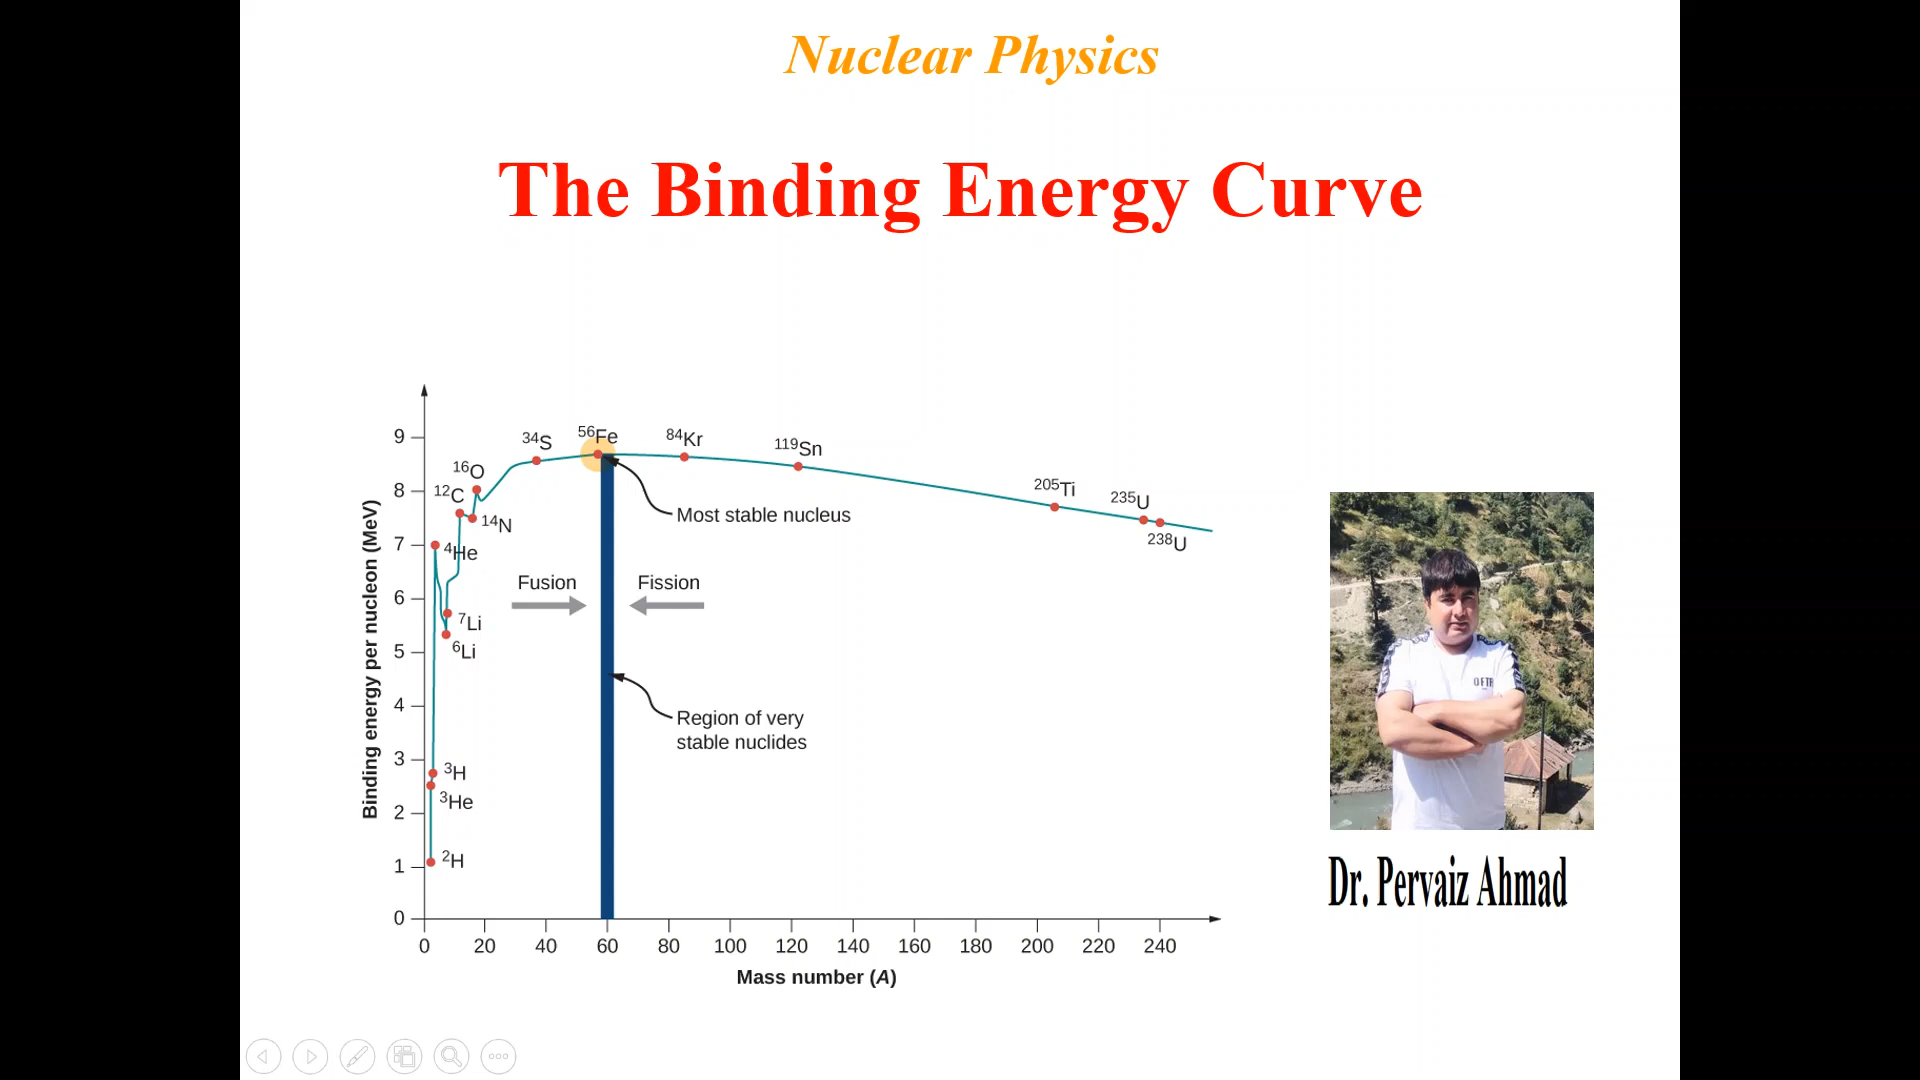 Nuclear Physics
The Binding Energy Curve
Binding energy per nucleon (MeV)
9
8
7
6
5
4
3
2
1
0
0 20 40 60 80 100 120 140 160 180 200 220 240
Mass number (A)
²H
³He
³H
⁴He
⁶Li
⁷Li
¹²C
¹⁴N
¹⁶O
³⁴S
⁵⁶Fe
⁸⁴Kr
¹¹⁹Sn
²⁰⁵Ti
²³⁵U
²³⁸U
Most stable nucleus
Fusion
Fission
Region of very
stable nuclides
Dr. Pervaiz Ahmad